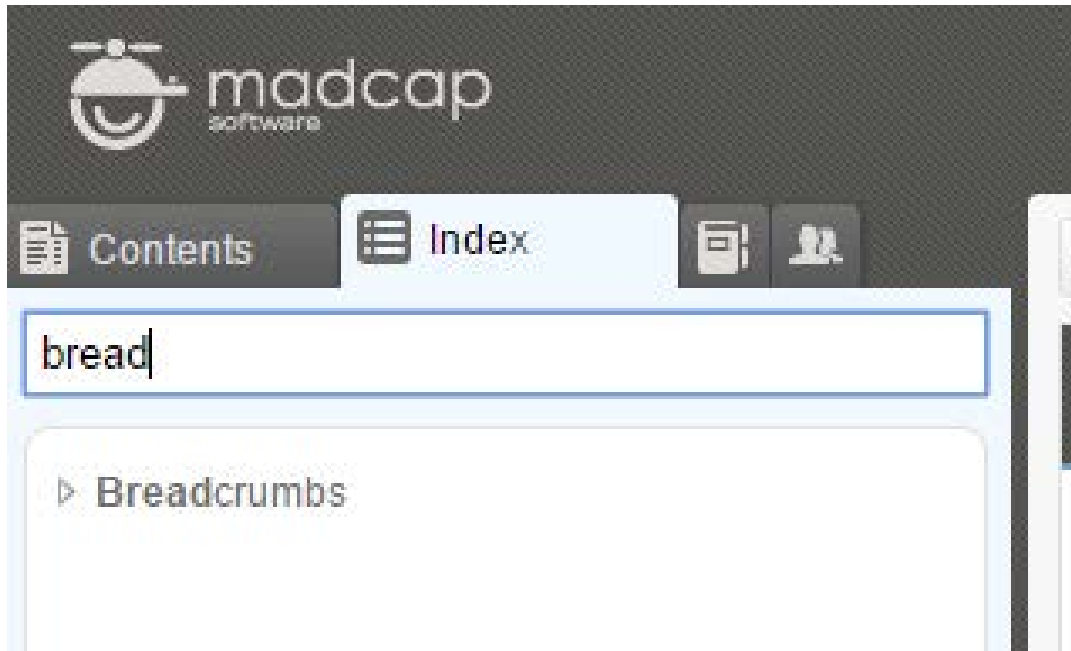 madcap
software
Contents
Index
bread
Breadcrumbs